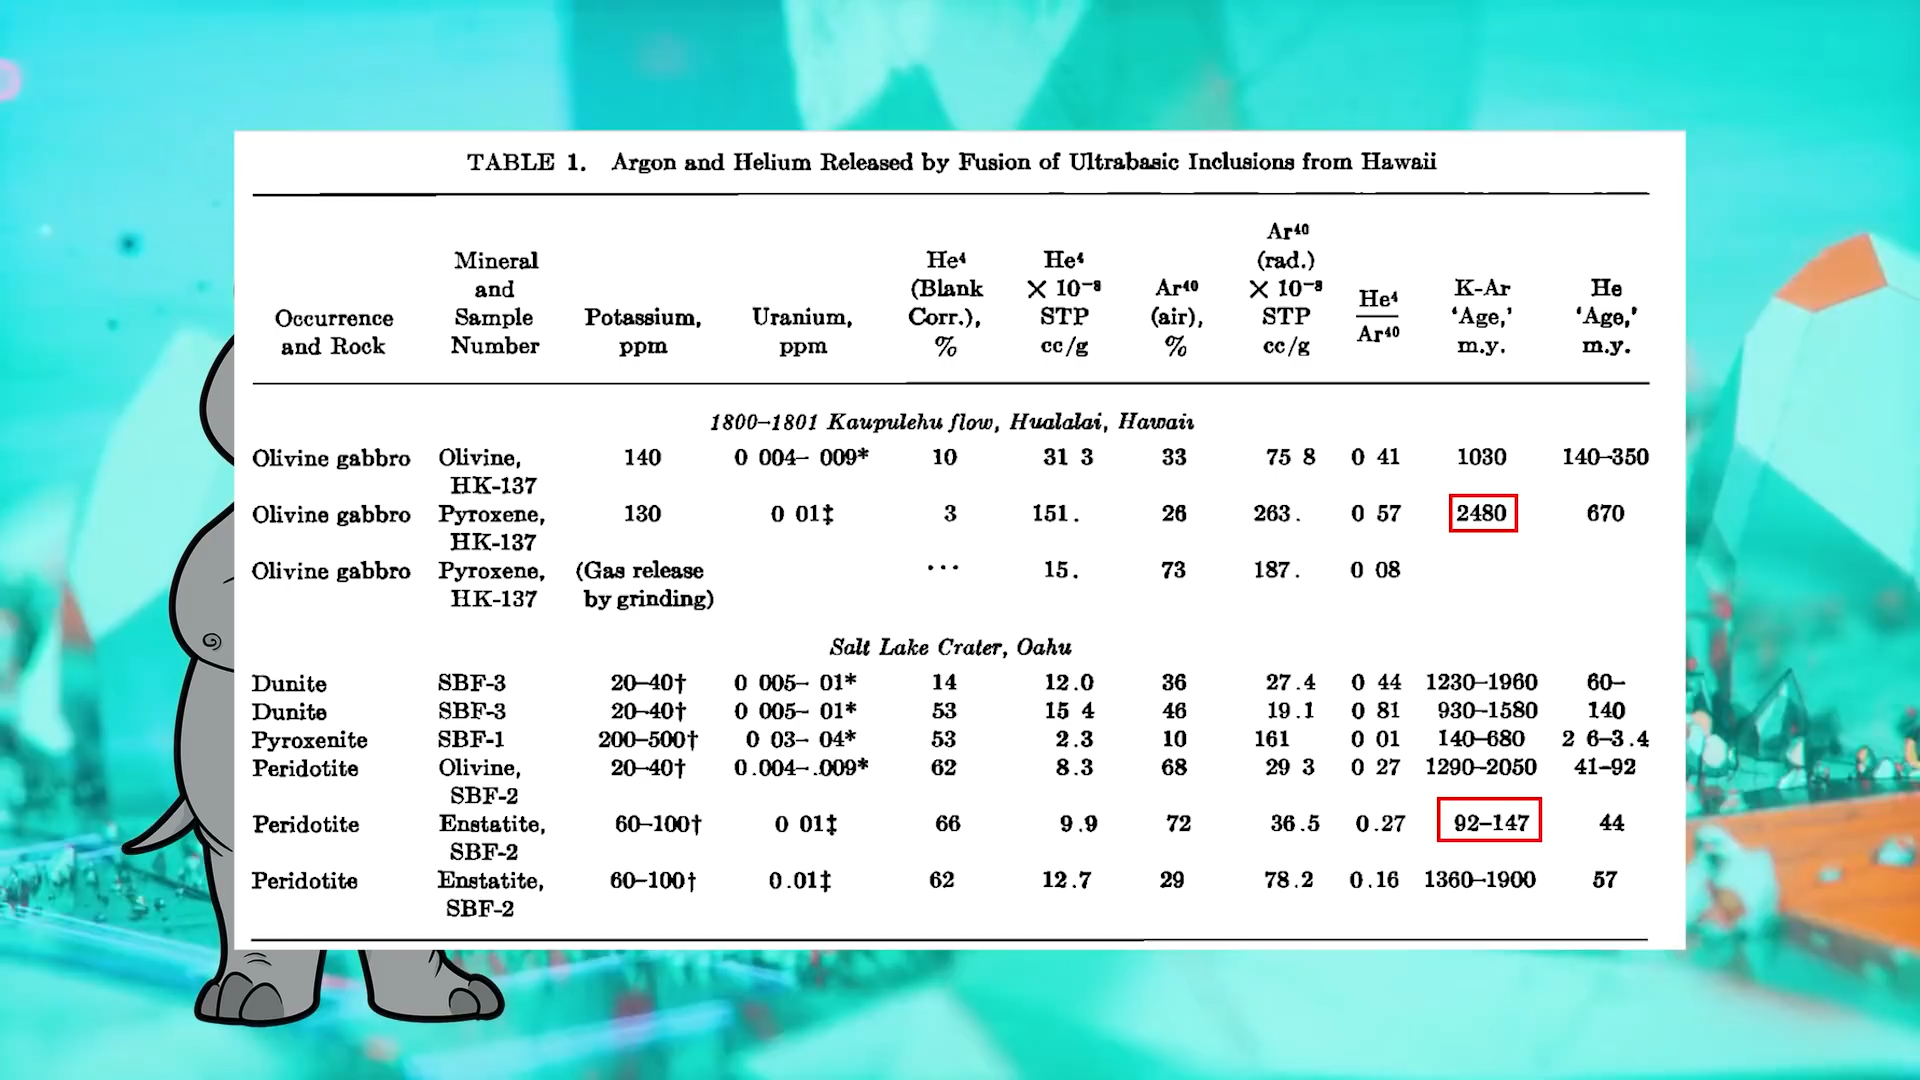 TABLE 1. Argon and Helium Released by Fusion of Ultrabasic Inclusions from Hawaii
Occurrence and Rock | Mineral and Sample Number | Potassium, ppm | Uranium, ppm | He⁴ (Blank Corr.), % | He⁴ × 10⁻⁸ STP cc/g | Ar⁴⁰ (air), % | Ar⁴⁰ (rad.) × 10⁻⁸ STP cc/g | He⁴ / Ar⁴⁰ | K-Ar 'Age,' m.y. | He 'Age,' m.y.
1800–1801 Kaupulehu flow, Hualalai, Hawaii
Olivine gabbro Olivine, 140 0 004– 009* 10 31 3 33 75 8 0 41 1030 140–350
HK-137
Olivine gabbro Pyroxene, 130 0 01‡ 3 151. 26 263. 0 57 2480 670
HK-137
Olivine gabbro Pyroxene, (Gas release ... 15. 73 187. 0 08
HK-137 by grinding)
Salt Lake Crater, Oahu
Dunite SBF-3 20–40† 0 005– 01* 14 12.0 36 27.4 0 44 1230–1960 60–
Dunite SBF-3 20–40† 0 005– 01* 53 15 4 46 19.1 0 81 930–1580 140
Pyroxenite SBF-1 200–500† 0 03– 04* 53 2.3 10 161 0 01 140–680 2 6–3.4
Peridotite Olivine, 20–40† 0.004–.009* 62 8.3 68 29 3 0 27 1290–2050 41–92
SBF-2
Peridotite Enstatite, 60–100† 0 01‡ 66 9.9 72 36.5 0.27 92–147 44
SBF-2
Peridotite Enstatite, 60–100† 0.01‡ 62 12.7 29 78.2 0.16 1360–1900 57
SBF-2